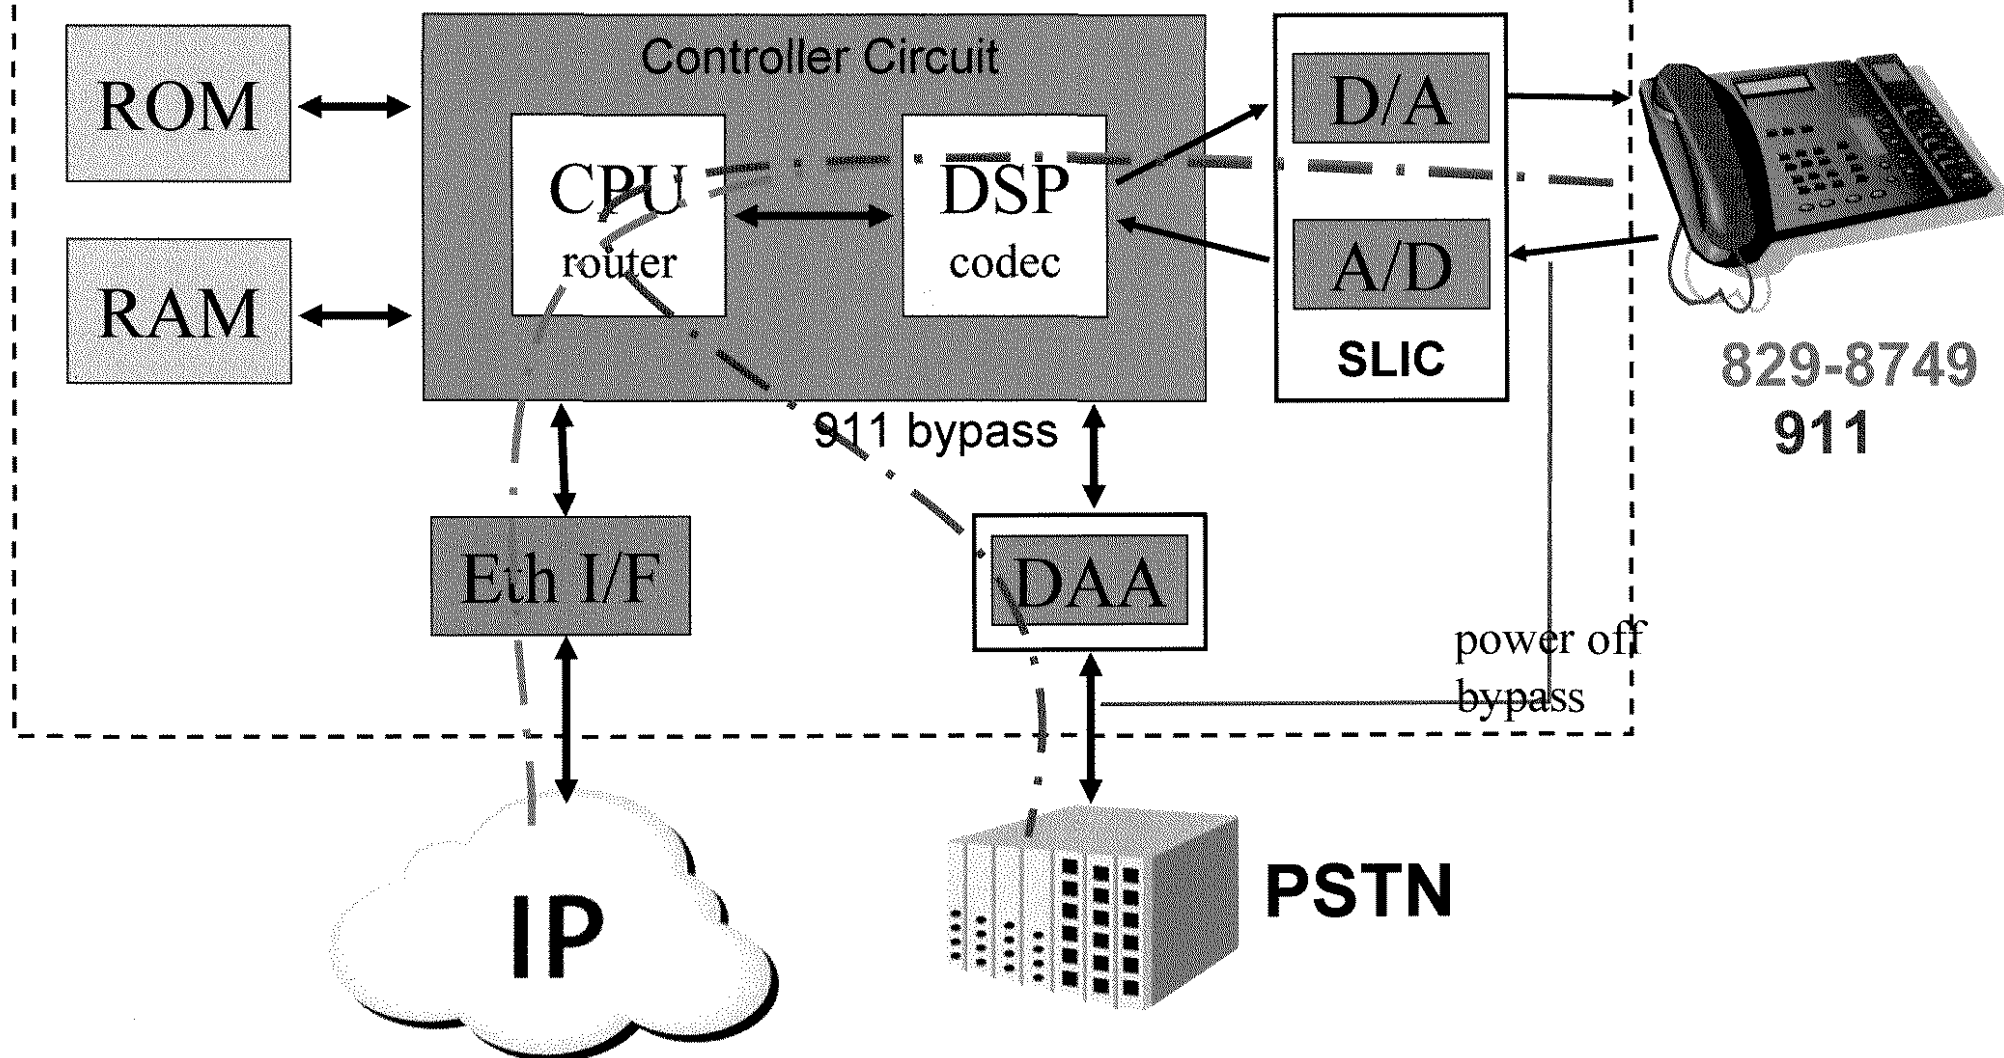 Controller Circuit
ROM
CPU
router
DSP
codec
D/A
A/D
SLIC
RAM
829-8749
911
911 bypass
Eth I/F
DAA
power off
bypass
IP
PSTN